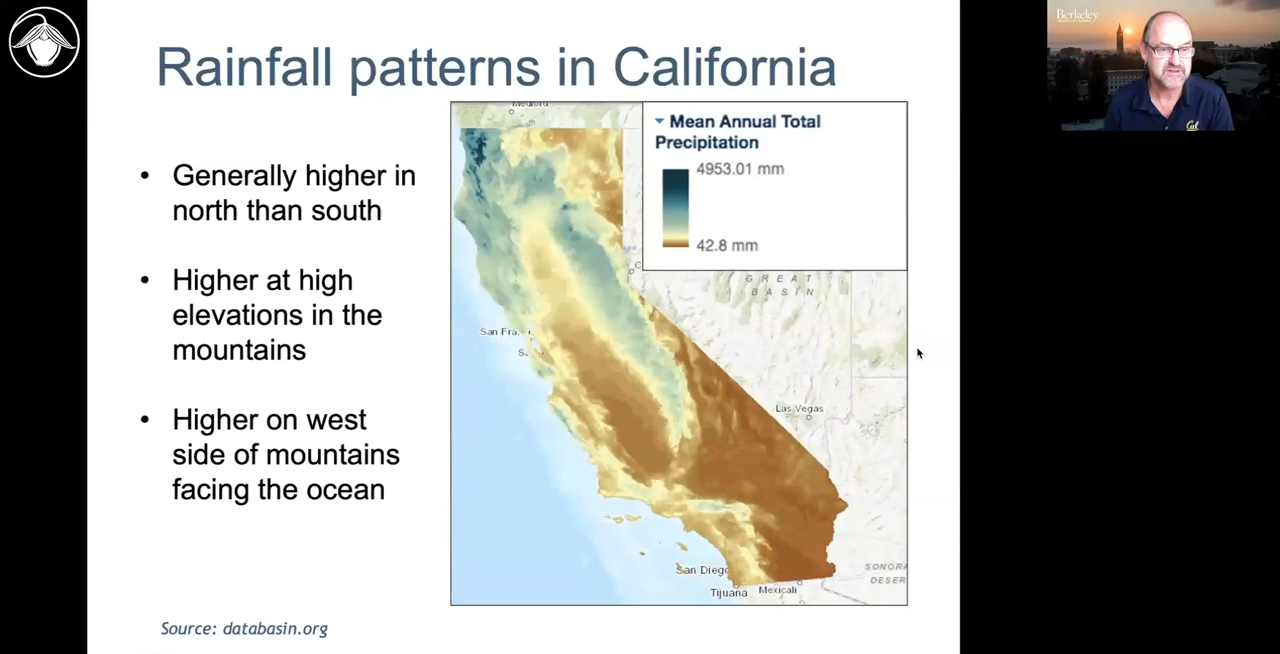 Rainfall patterns in California
• Generally higher in
north than south
• Higher at high
elevations in the
mountains
• Higher on west
side of mountains
facing the ocean
Mean Annual Total
Precipitation
4953.01 mm
42.8 mm
Medford
GREAT
BASIN
San Fra
Las Vegas
San Dieg
Tijuana
Mexicali
SONORA
DESER
Source: databasin.org
Berkeley
Cal